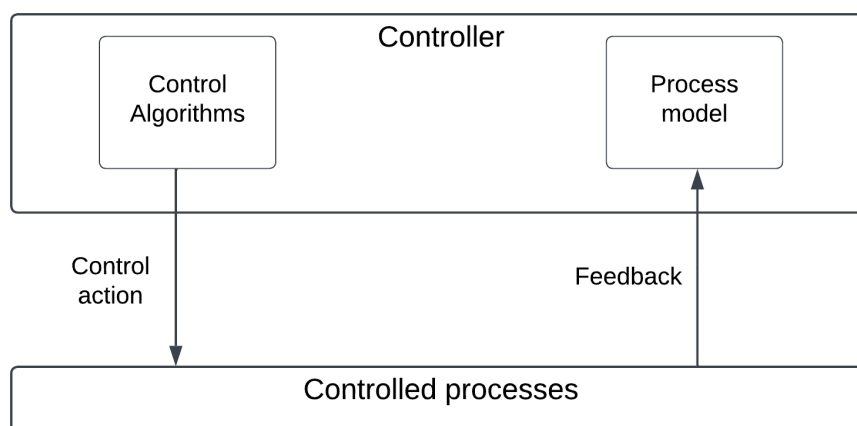 Controller
Control
Algorithms
Process
model
Control
action
Feedback
Controlled processes